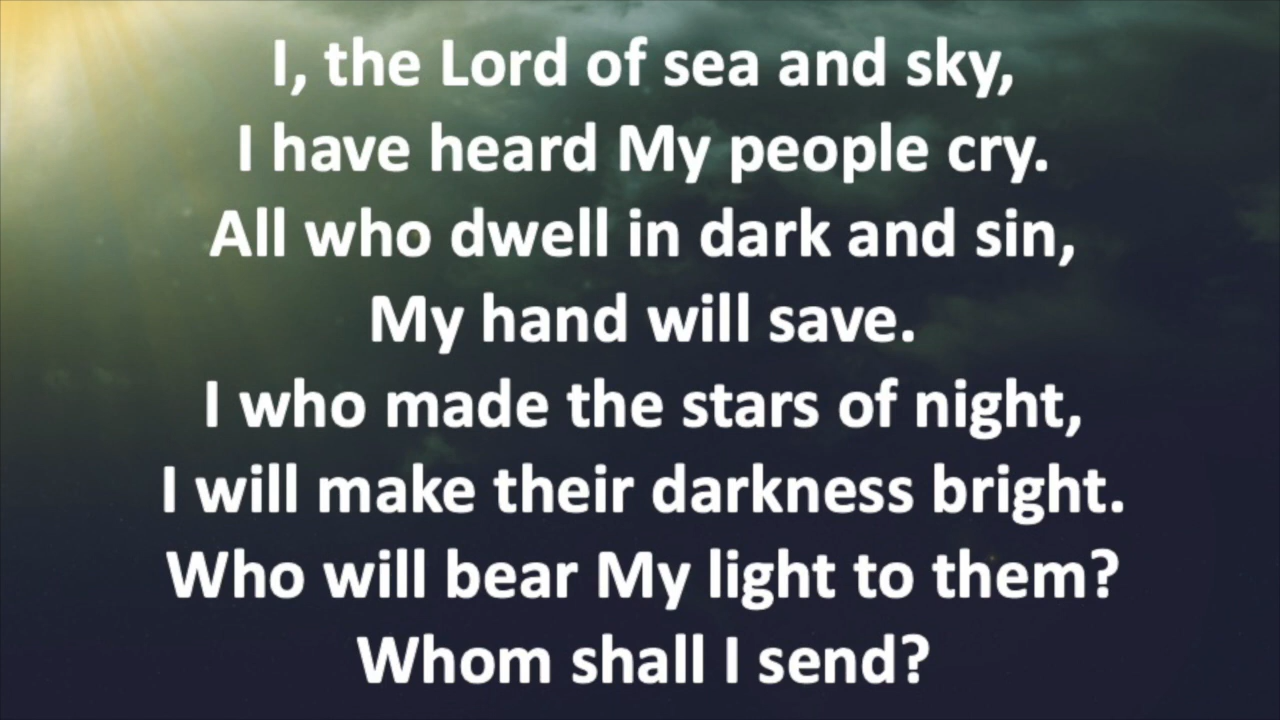 I, the Lord of sea and sky,
I have heard My people cry.
All who dwell in dark and sin,
My hand will save.
I who made the stars of night,
I will make their darkness bright.
Who will bear My light to them?
Whom shall I send?